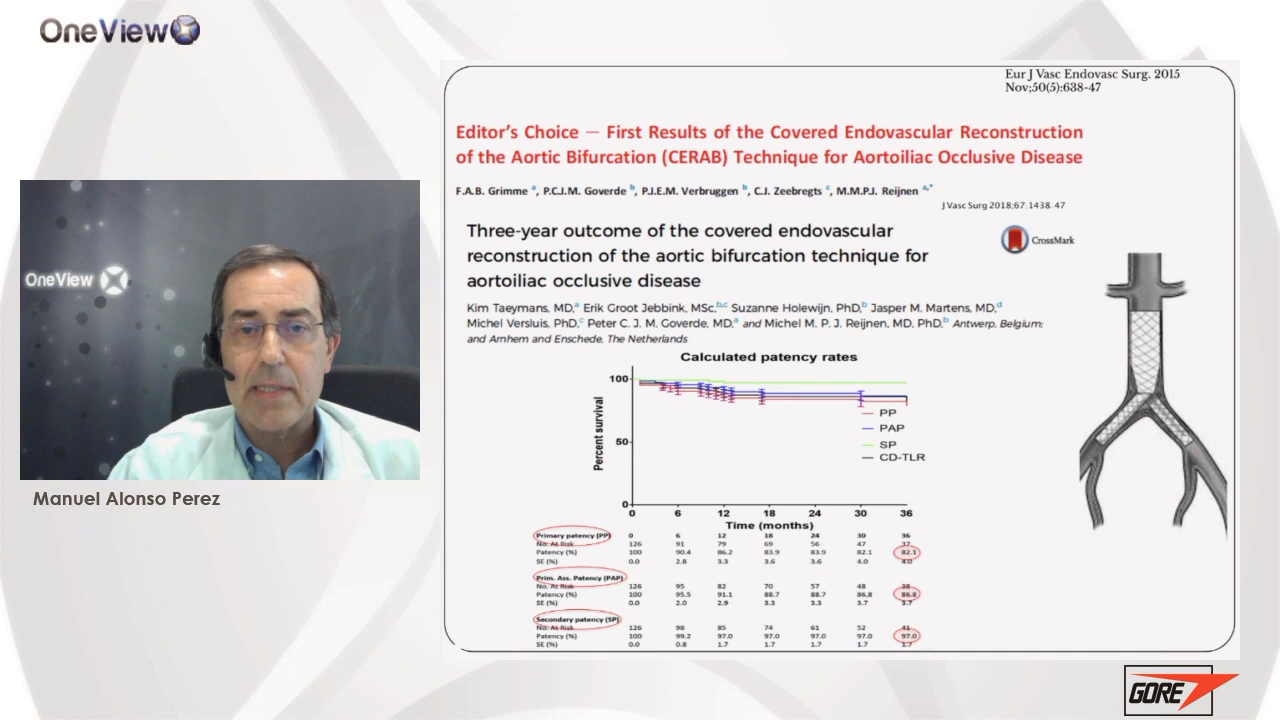 OneView
Eur J Vasc Endovasc Surg. 2015
Nov;50(5):638-47
Editor's Choice — First Results of the Covered Endovascular Reconstruction
of the Aortic Bifurcation (CERAB) Technique for Aortoiliac Occlusive Disease
F.A.B. Grimme a, P.C.J.M. Goverde b, P.J.E.M. Verbruggen b, C.J. Zeebregts c, M.M.P.J. Reijnen a,*
J Vasc Surg 2018;67:1438-47
Three-year outcome of the covered endovascular
reconstruction of the aortic bifurcation technique for
aortoiliac occlusive disease
CrossMark
Kim Taeymans, MD,a Erik Groot Jebbink, MSc,b,c Suzanne Holewijn, PhD,b Jasper M. Martens, MD,d
Michel Versluis, PhD,c Peter C. J. M. Goverde, MD,a and Michel M. P. J. Reijnen, MD, PhD,b Antwerp, Belgium;
and Arnhem and Enschede, The Netherlands
OneView
Manuel Alonso Perez
Calculated patency rates
Percent survival
100
50
0
PP
PAP
SP
CD-TLR
0 6 12 18 24 30 36
Time (months)
Primary patency (PP) 0 6 12 18 24 30 36
No. At Risk 126 91 79 69 56 47 37
Patency (%) 100 90.4 86.2 83.9 83.9 82.1 82.1
SE (%) 0.0 2.8 3.3 3.6 3.6 4.0 4.0
Prim. Ass. Patency (PAP)
No. At Risk 126 95 82 70 57 48 38
Patency (%) 100 95.5 91.1 88.7 88.7 86.8 86.8
SE (%) 0.0 2.0 2.9 3.3 3.3 3.7 3.7
Secondary patency (SP)
No. At Risk 126 98 85 74 61 52 41
Patency (%) 100 99.2 97.0 97.0 97.0 97.0 97.0
SE (%) 0.0 0.8 1.7 1.7 1.7 1.7 1.7
GORE